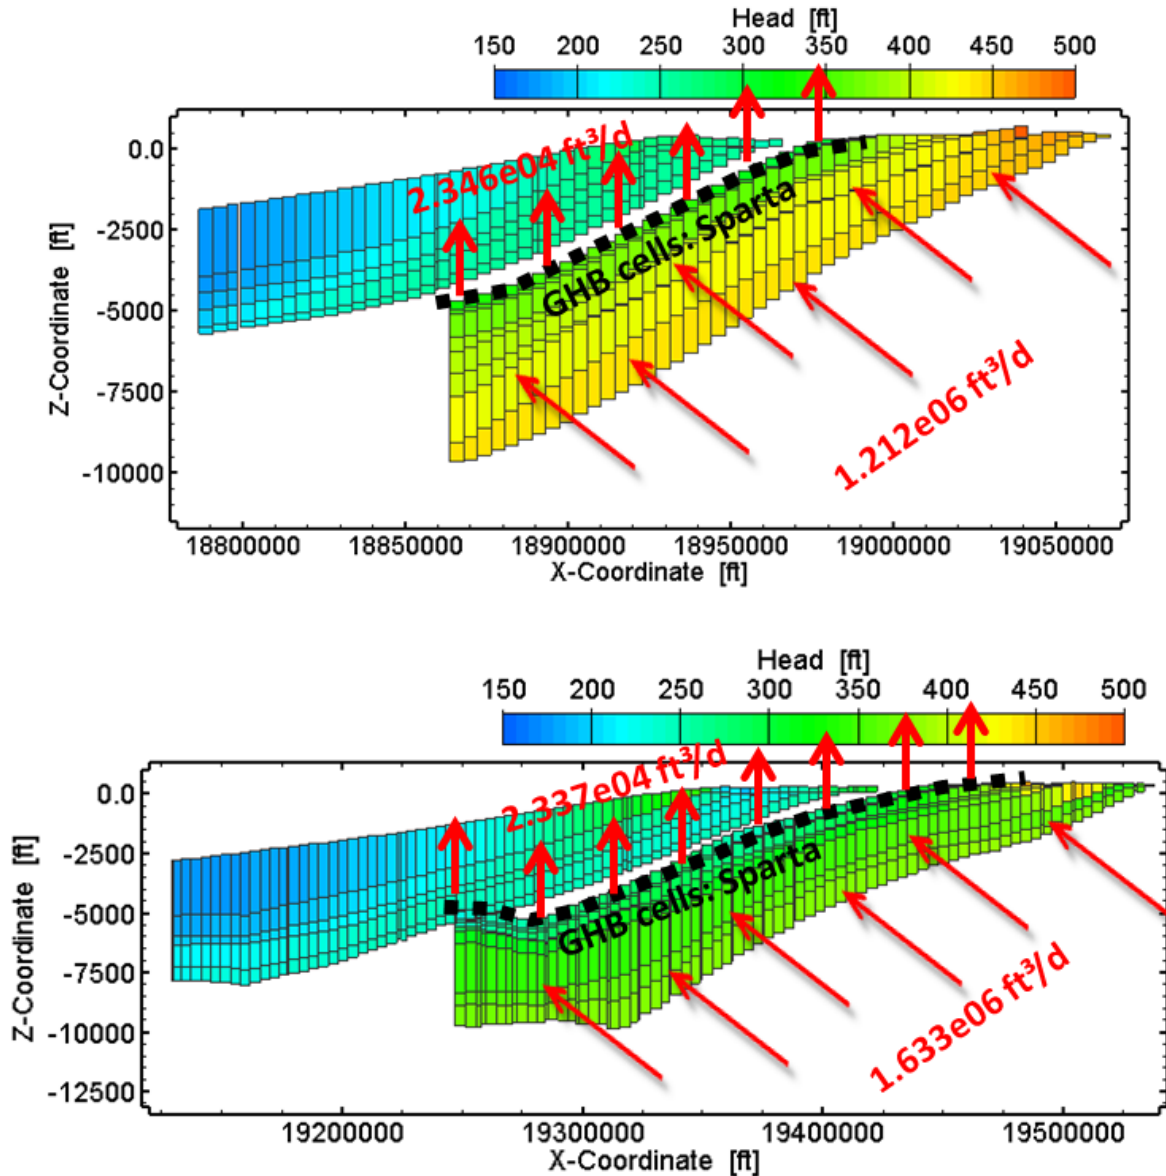 Head [ft]
150 200 250 300 350 400 450 500
0.0
-2500
-5000
-7500
-10000
Z-Coordinate [ft]
2.346e04 ft³/d
GHB cells: Sparta
1.212e06 ft³/d
18800000 18850000 18900000 18950000 19000000 19050000
X-Coordinate [ft]
Head [ft]
150 200 250 300 350 400 450 500
0.0
-2500
-5000
-7500
-10000
-12500
Z-Coordinate [ft]
2.337e04 ft³/d
GHB cells: Sparta
1.633e06 ft³/d
19200000 19300000 19400000 19500000
X-Coordinate [ft]